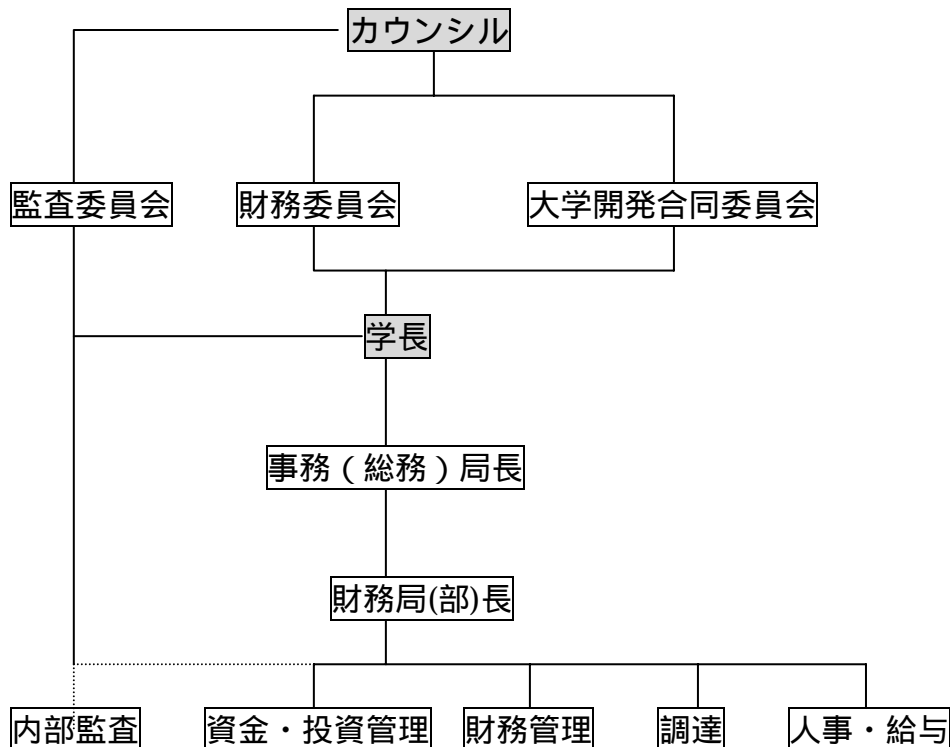 カウンシル
監査委員会
財務委員会
大学開発合同委員会
学長
事務（総務）局長
財務局(部)長
内部監査
資金・投資管理
財務管理
調達
人事・給与